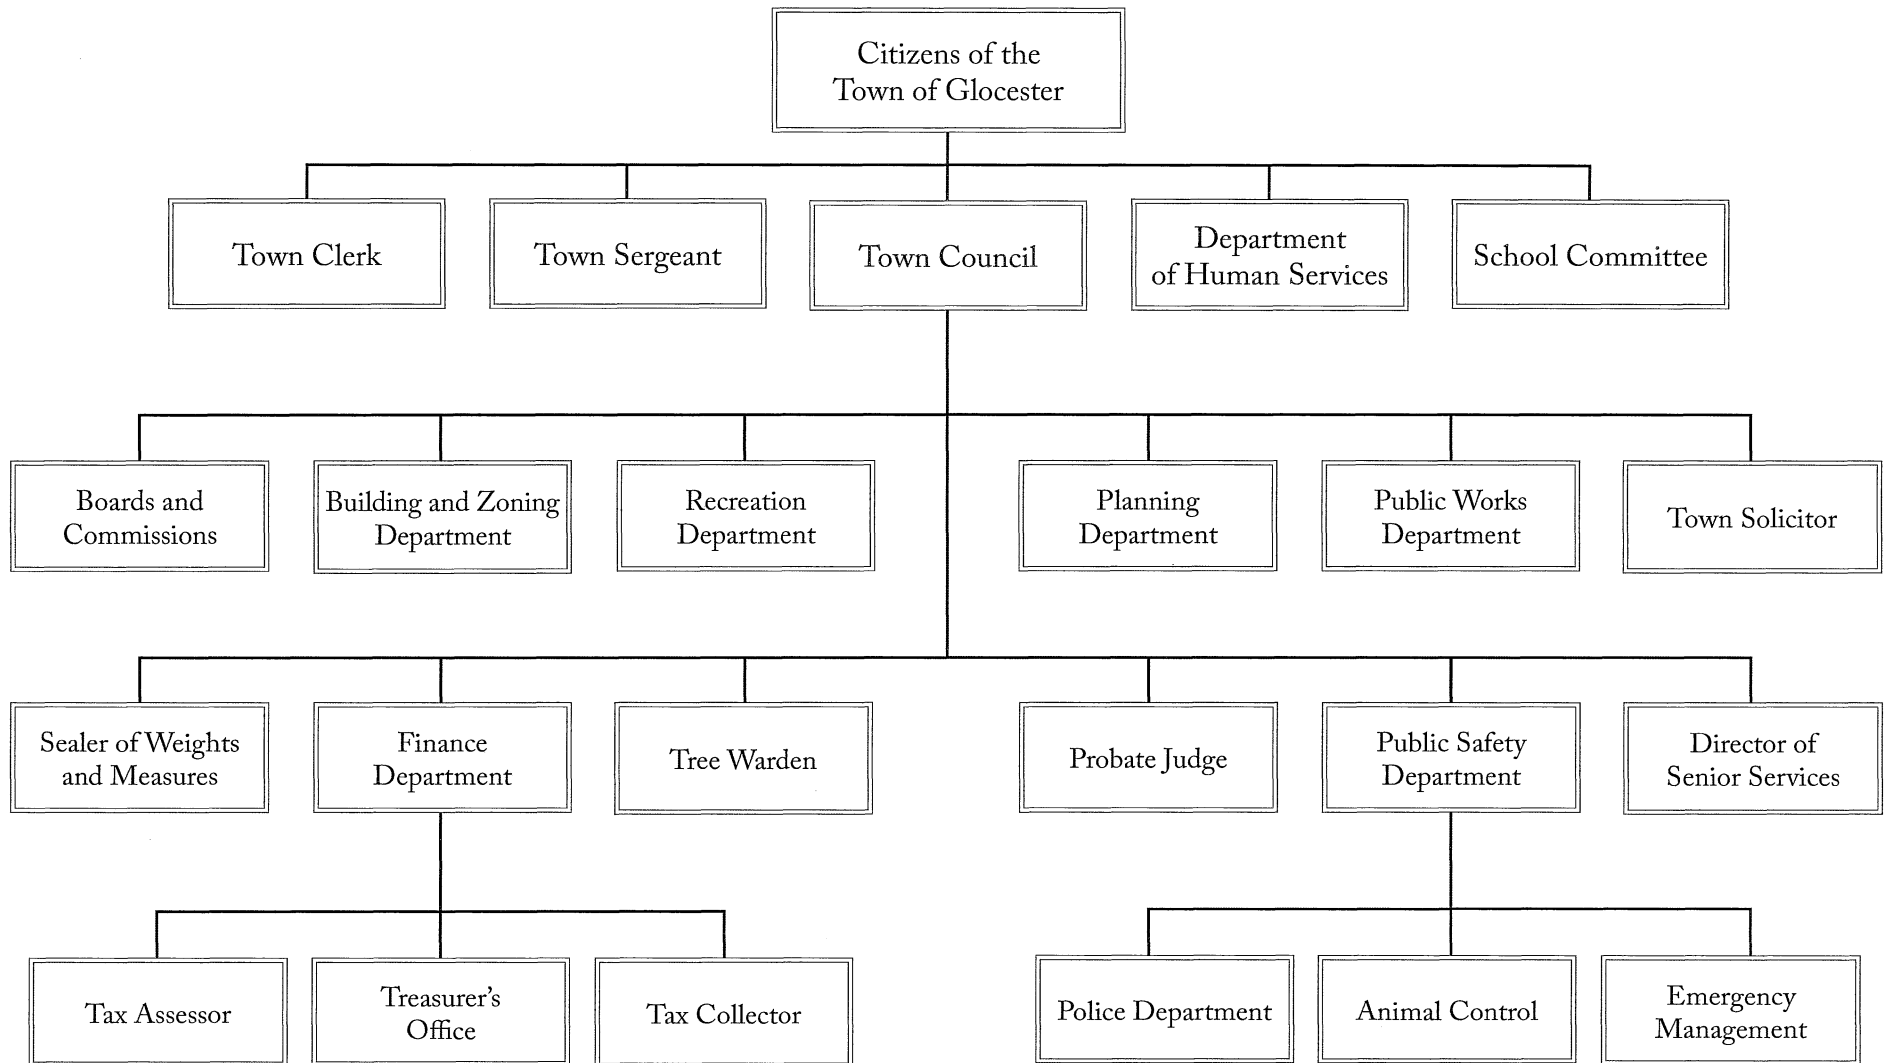 Citizens of the
Town of Glocester
Town Clerk
Town Sergeant
Town Council
Department
of Human Services
School Committee
Boards and
Commissions
Building and Zoning
Department
Recreation
Department
Planning
Department
Public Works
Department
Town Solicitor
Sealer of Weights
and Measures
Finance
Department
Tree Warden
Probate Judge
Public Safety
Department
Director of
Senior Services
Tax Assessor
Treasurer's
Office
Tax Collector
Police Department
Animal Control
Emergency
Management